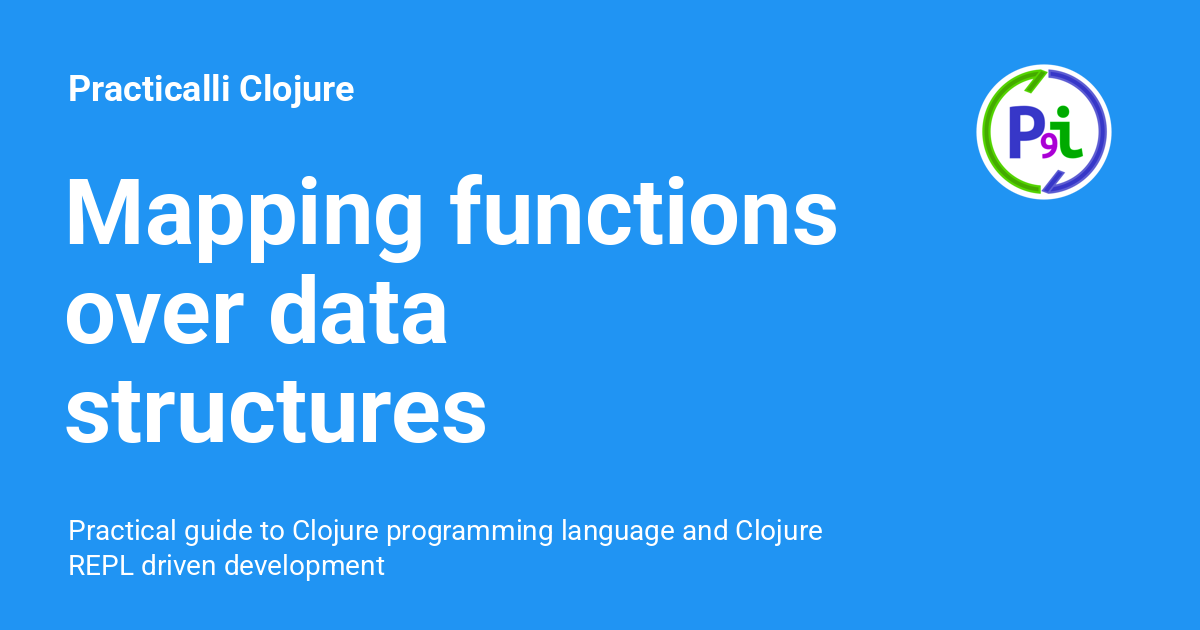 Practicalli Clojure
Mapping functions
over data
structures
Practical guide to Clojure programming language and Clojure
REPL driven development
P9i